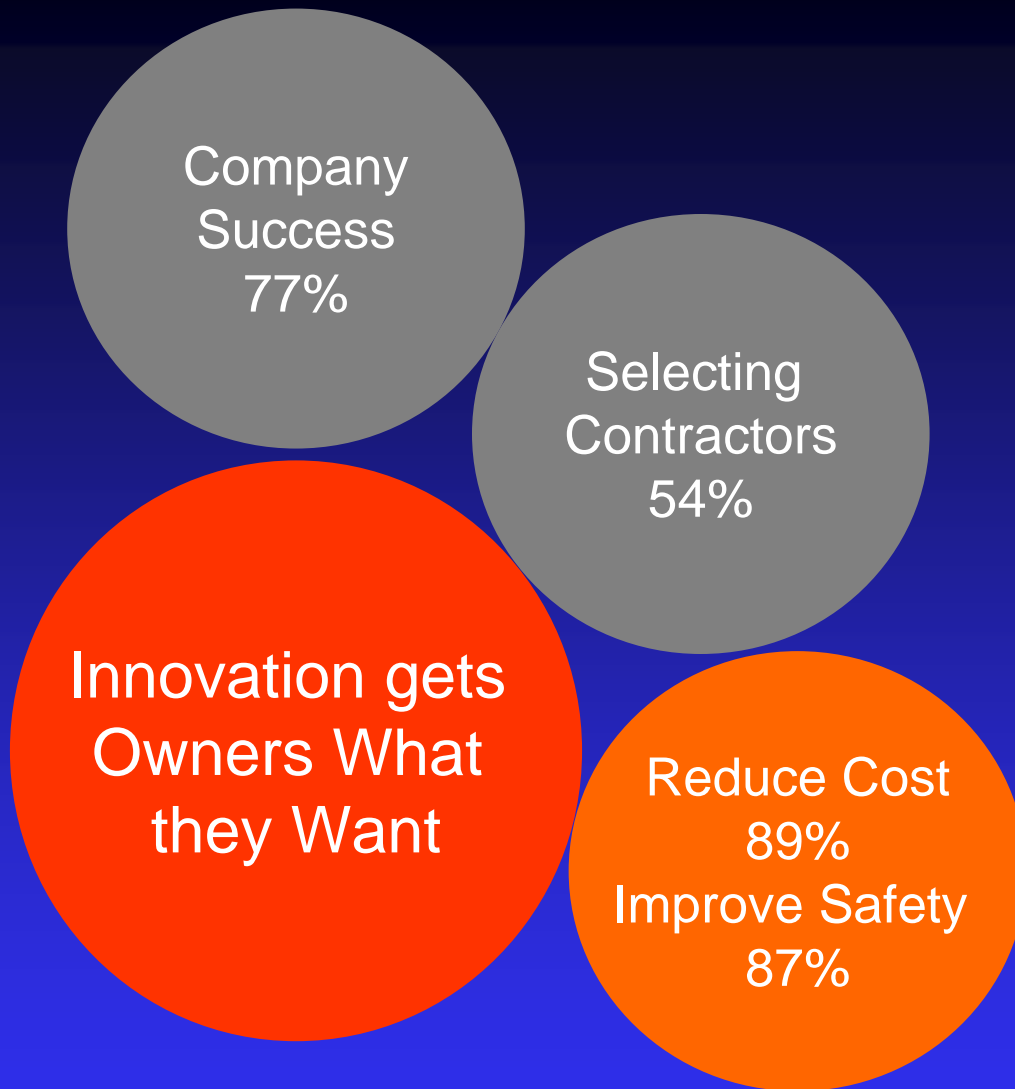 Company
Success
77%
Selecting
Contractors
54%
Innovation gets
Owners What
they Want
Reduce Cost
89%
Improve Safety
87%